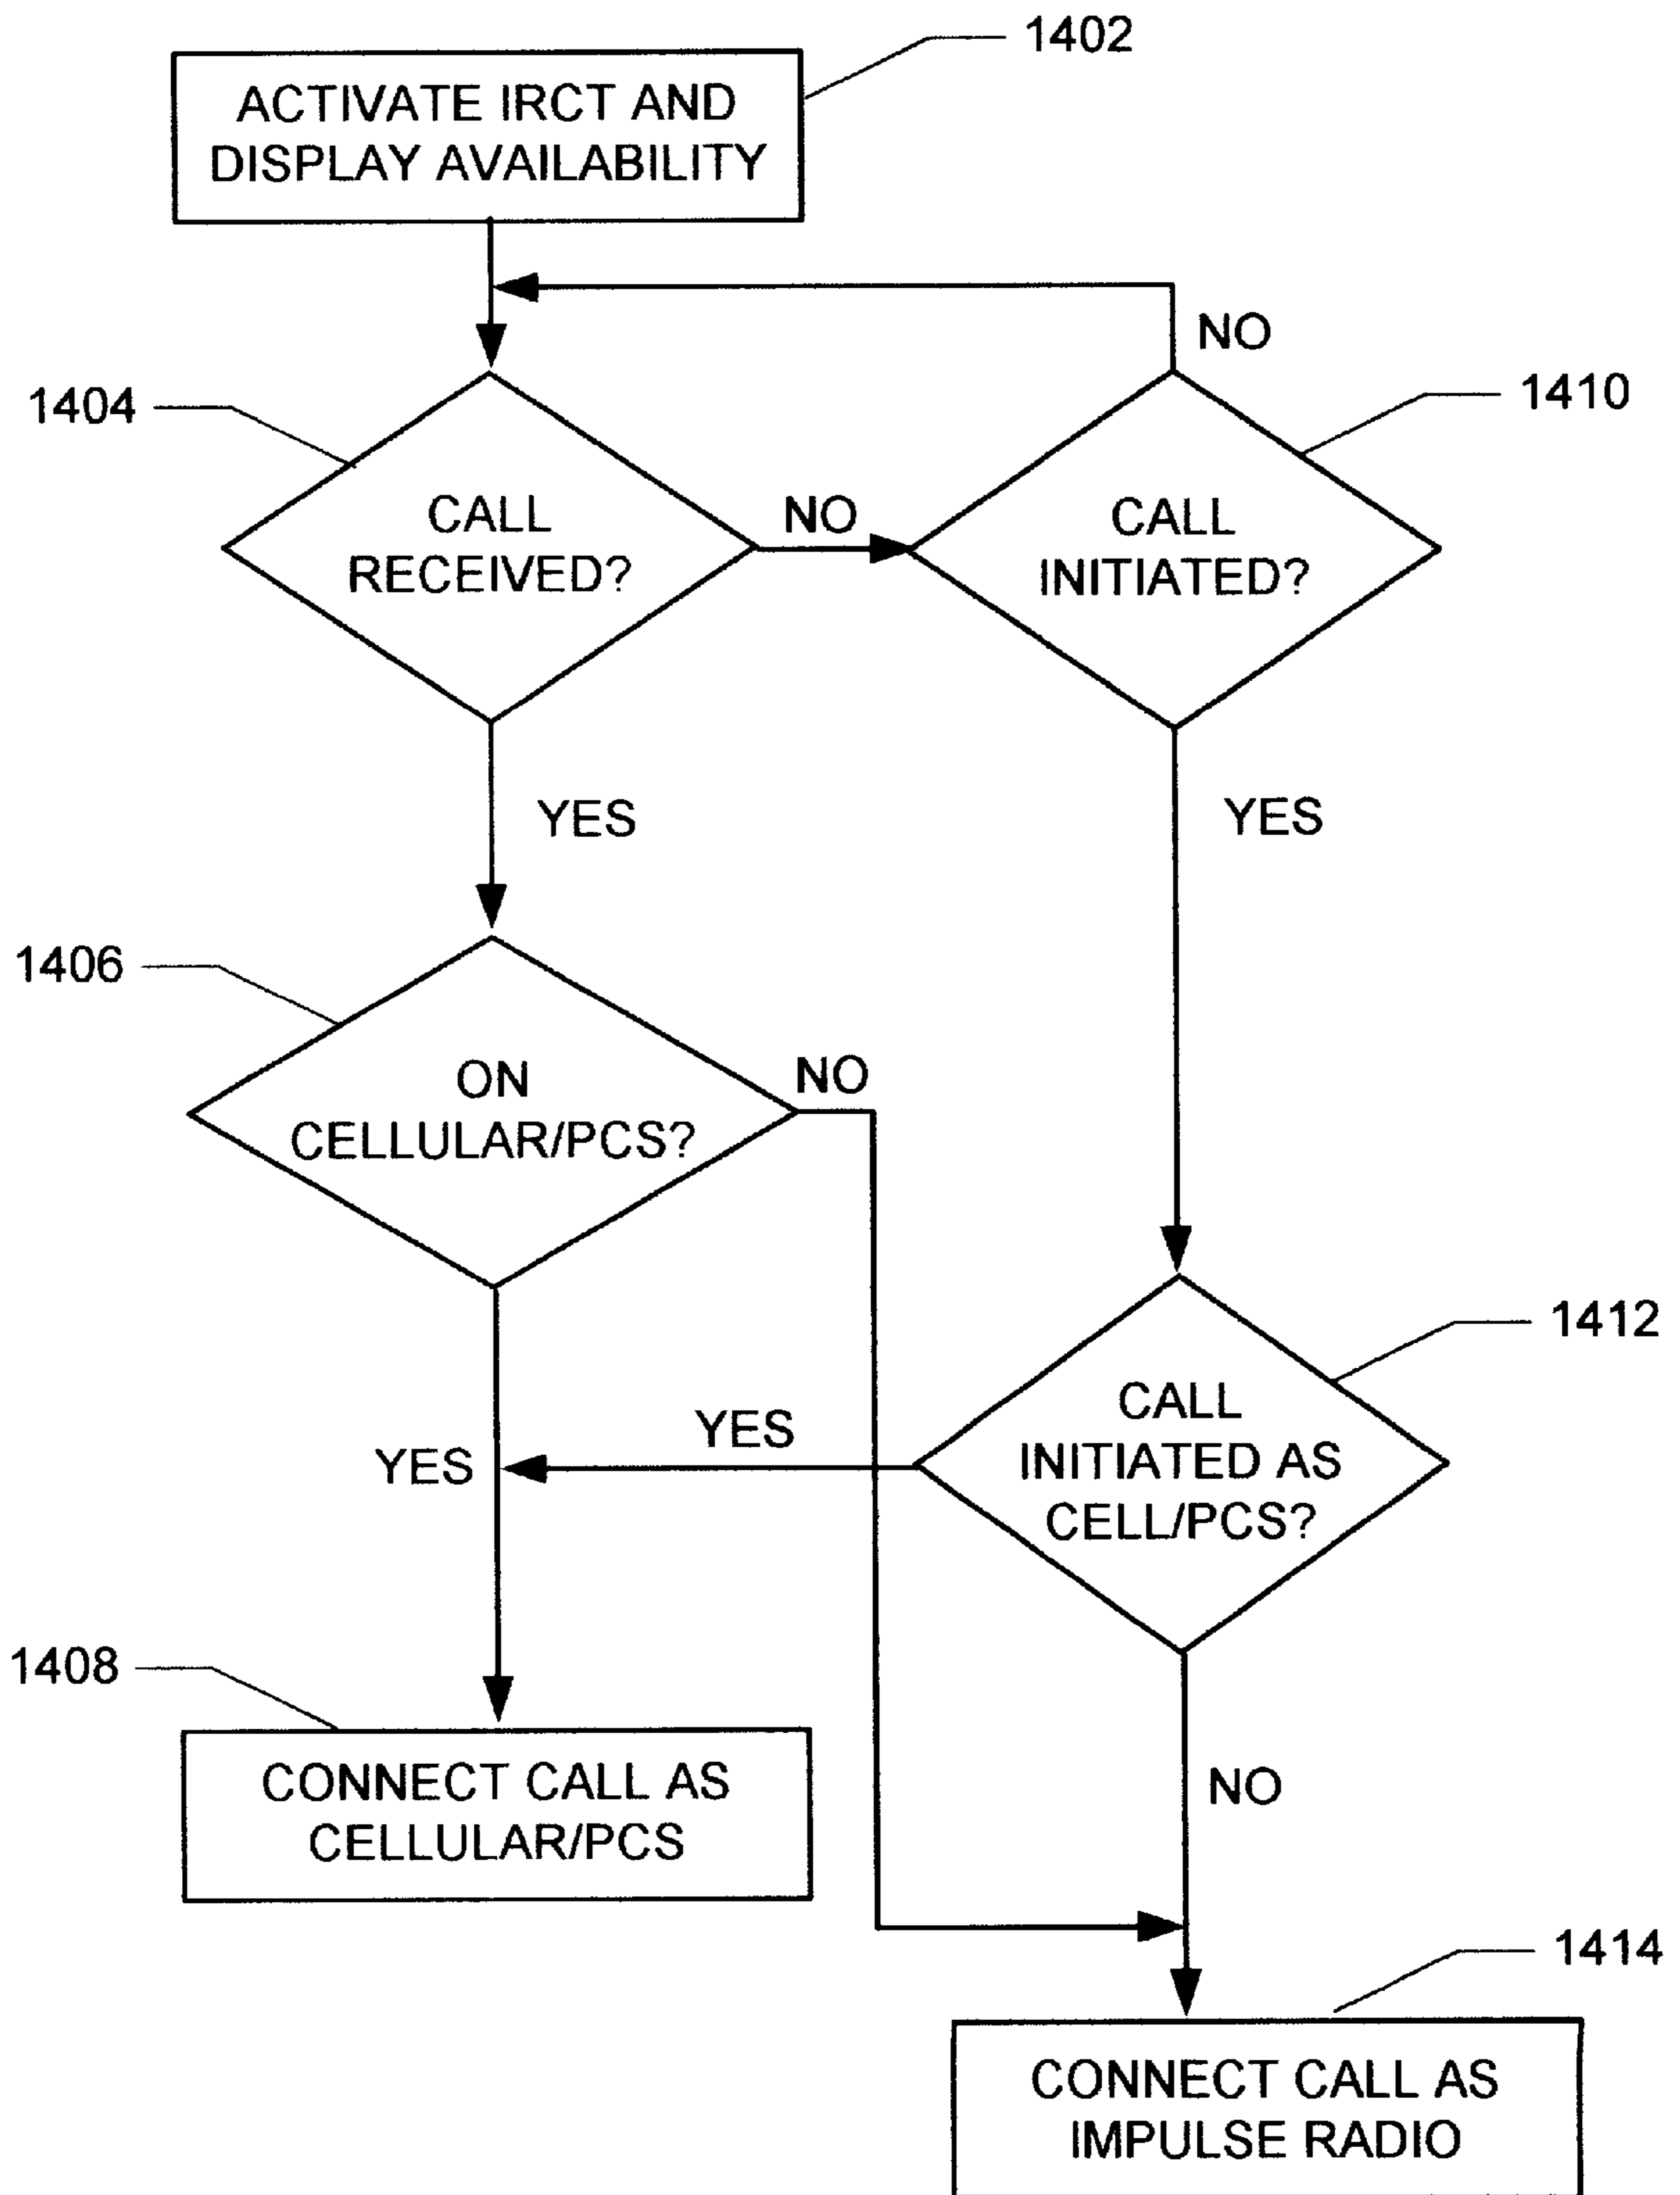 1402
ACTIVATE IRCT AND
DISPLAY AVAILABILITY
NO
1404
1410
CALL
RECEIVED?
NO
CALL
INITIATED?
YES
YES
1406
ON
CELLULAR/PCS?
NO
1412
CALL
INITIATED AS
CELL/PCS?
YES
YES
1408
CONNECT CALL AS
CELLULAR/PCS
NO
1414
CONNECT CALL AS
IMPULSE RADIO